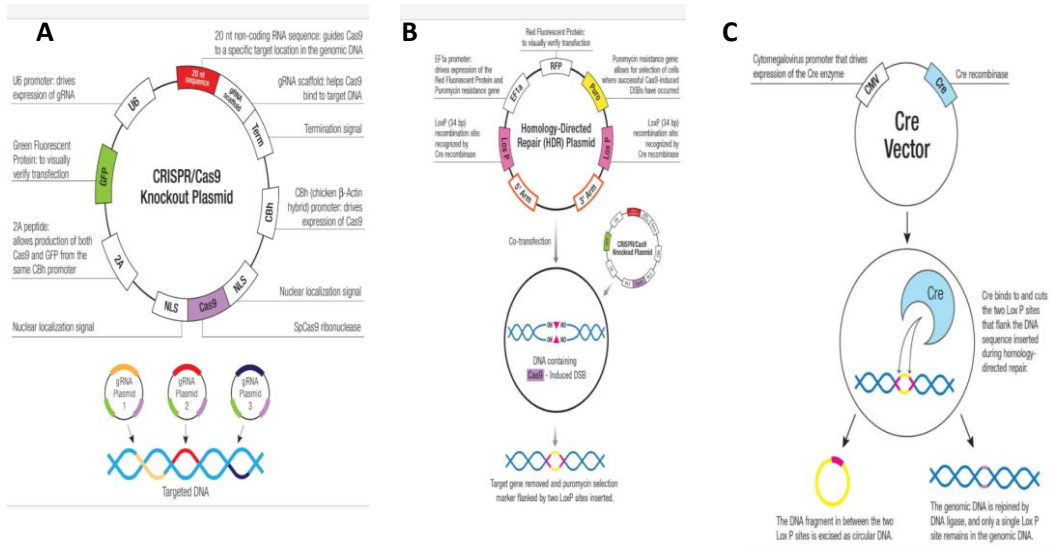 A
20 nt non-coding RNA sequence: guides Cas9
to a specific target location in the genomic DNA
U6 promoter: drives
expression of gRNA
20 nt
sequence
gRNA scaffold: helps Cas9
bind to target DNA
U6
gRNA
scaffold
Term
Termination signal
Green Fluorescent
Protein: to visually
verify transfection
GFP
CRISPR/Cas9
Knockout Plasmid
CBh
CBh (chicken β-Actin
hybrid) promoter: drives
expression of Cas9
2A peptide:
allows production of both
Cas9 and GFP from the
same CBh promoter
2A
NLS
Cas9
NLS
Nuclear localization signal
Nuclear localization signal
SpCas9 ribonuclease
gRNA
Plasmid
1
gRNA
Plasmid
2
gRNA
Plasmid
3
Targeted DNA
B
Red Fluorescent Protein:
to visually verify transfection
EF1a promoter:
drives expression of the
Red Fluorescent Protein and
Puromycin resistance gene
RFP
Puromycin resistance gene:
allows for selection of cells
where successful Cas9-induced
DSBs have occurred
EF1a
Puro
LoxP (34 bp)
recombination site:
recognized by
Cre recombinase
Homology-Directed
Repair (HDR) Plasmid
LoxP (34 bp)
recombination site:
recognized by
Cre recombinase
Lox P
Lox P
5' Arm
3' Arm
Co-transfection
CRISPR/Cas9
Knockout Plasmid
OH HO
OH HO
DNA containing
Cas9 - Induced DSB
Target gene removed and puromycin selection
marker flanked by two LoxP sites inserted.
C
Cytomegalovirus promoter that drives
expression of the Cre enzyme
Cre recombinase
CMV
Cre
Cre
Vector
Cre
Cre binds to and cuts
the two Lox P sites
that flank the DNA
sequence inserted
during homology-
directed repair.
The DNA fragment in between the two
Lox P sites is excised as circular DNA.
The genomic DNA is rejoined by
DNA ligase, and only a single Lox P
site remains in the genomic DNA.